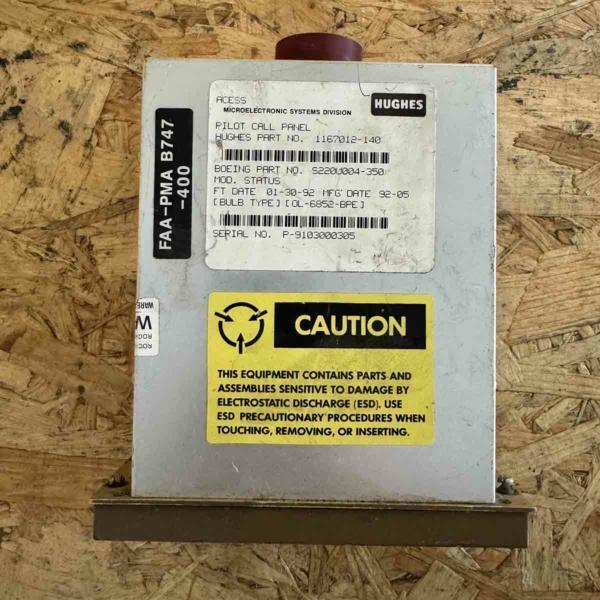 ACESS
MICROELECTRONIC SYSTEMS DIVISION
HUGHES
PILOT CALL PANEL
HUGHES PART NO. 1167012-140
BOEING PART NO. S220U004-350
MOD. STATUS
FT DATE 01-30-92 MFG DATE 92-05
[BULB TYPE] [OL-6852-BPE]
SERIAL NO. P-9103000305
FAA-PMA B747
-400
W
CAUTION
THIS EQUIPMENT CONTAINS PARTS AND
ASSEMBLIES SENSITIVE TO DAMAGE BY
ELECTROSTATIC DISCHARGE (ESD). USE
ESD PRECAUTIONARY PROCEDURES WHEN
TOUCHING, REMOVING, OR INSERTING.